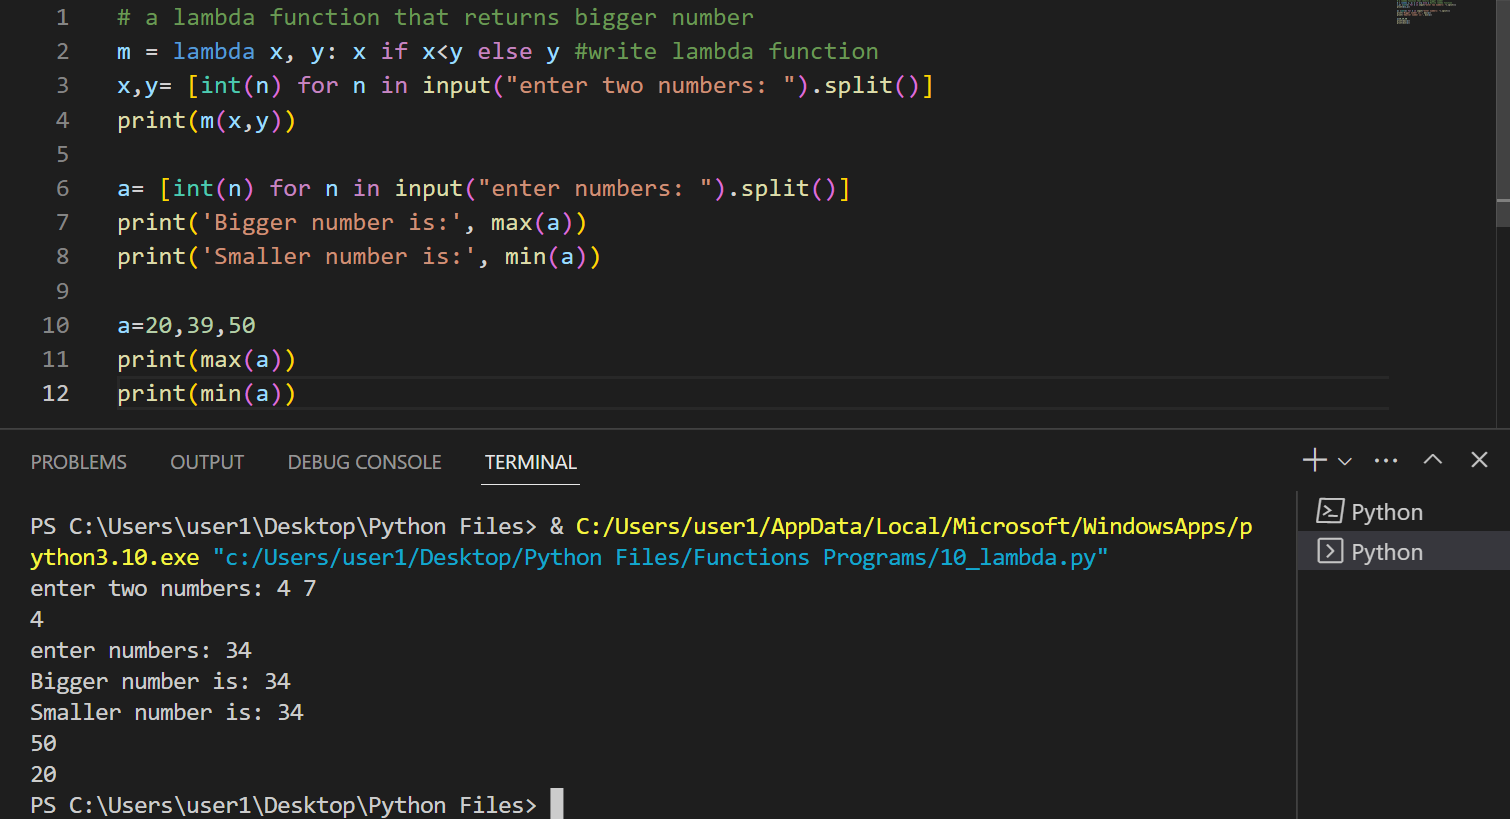 1 # a lambda function that returns bigger number
2 m = lambda x, y: x if x<y else y #write lambda function
3 x,y= [int(n) for n in input("enter two numbers: ").split()]
4 print(m(x,y))
5
6 a= [int(n) for n in input("enter numbers: ").split()]
7 print('Bigger number is:', max(a))
8 print('Smaller number is:', min(a))
9
10 a=20,39,50
11 print(max(a))
12 print(min(a))
PROBLEMS OUTPUT DEBUG CONSOLE TERMINAL
PS C:\Users\user1\Desktop\Python Files> & C:/Users/user1/AppData/Local/Microsoft/WindowsApps/p
ython3.10.exe "c:/Users/user1/Desktop/Python Files/Functions Programs/10_lambda.py"
enter two numbers: 4 7
4
enter numbers: 34
Bigger number is: 34
Smaller number is: 34
50
20
PS C:\Users\user1\Desktop\Python Files>
Python
Python